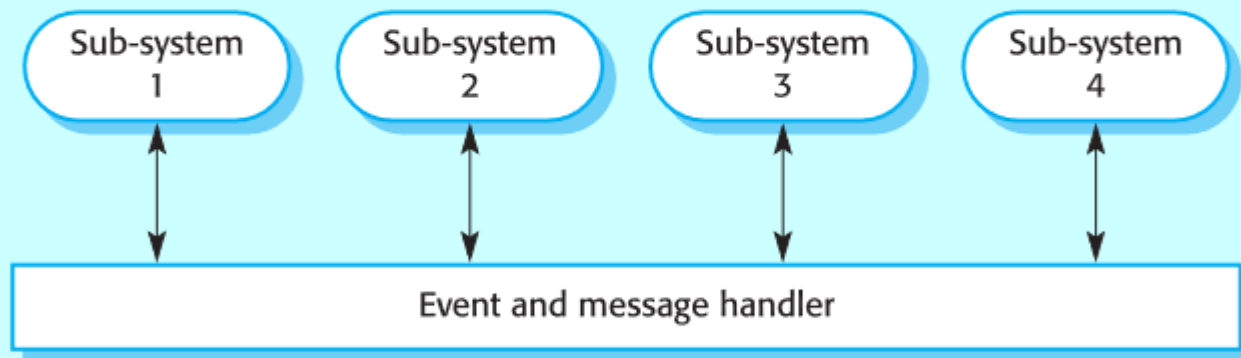 Sub-system
1
Sub-system
2
Sub-system
3
Sub-system
4
Event and message handler